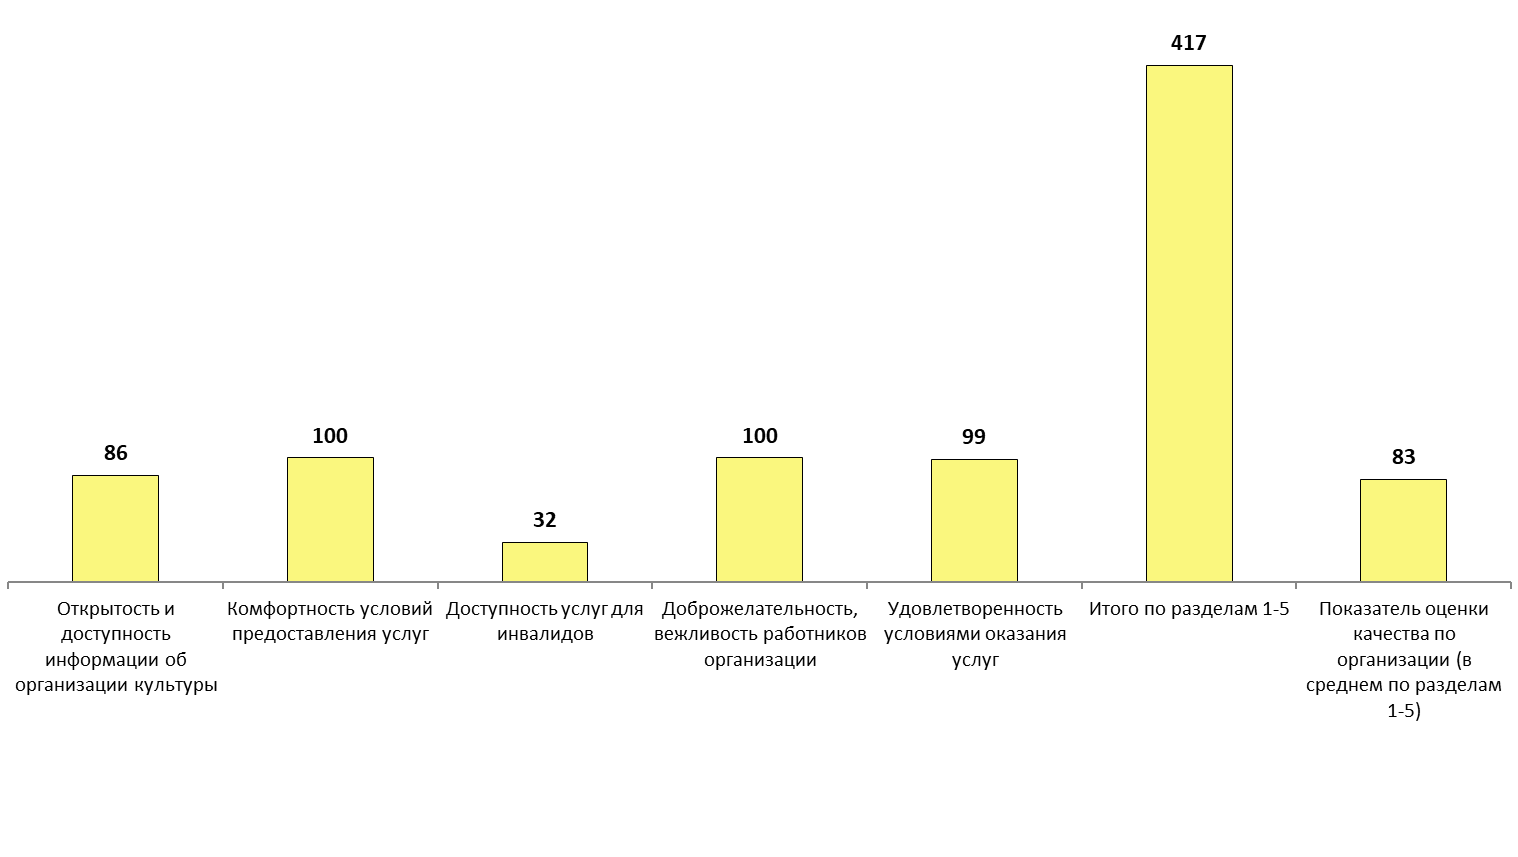 417
86
100
32
100
99
83
Открытость и
доступность
информации об
организации культуры
Комфортность условий
предоставления услуг
Доступность услуг для
инвалидов
Доброжелательность,
вежливость работников
организации
Удовлетворенность
условиями оказания
услуг
Итого по разделам 1-5
Показатель оценки
качества по
организации (в
среднем по разделам
1-5)